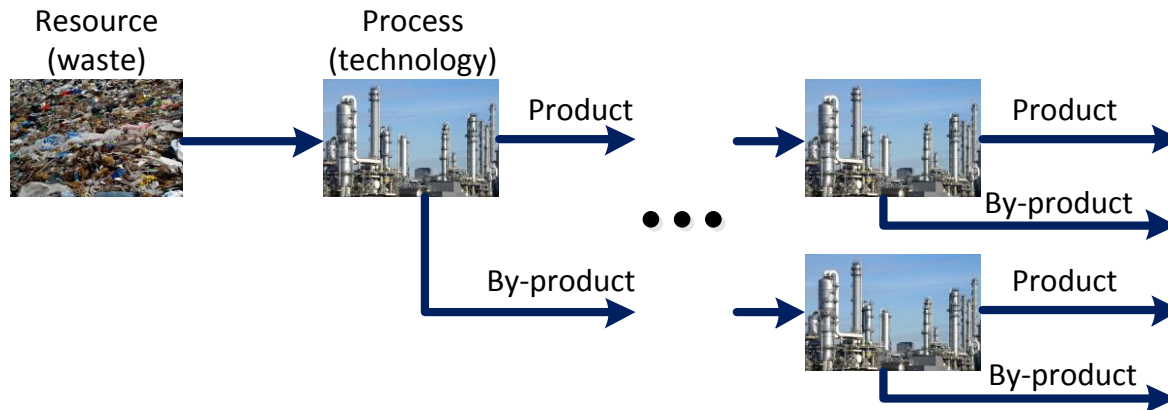 Resource
(waste)
Process
(technology)
Product
By-product
Product
By-product
Product
By-product